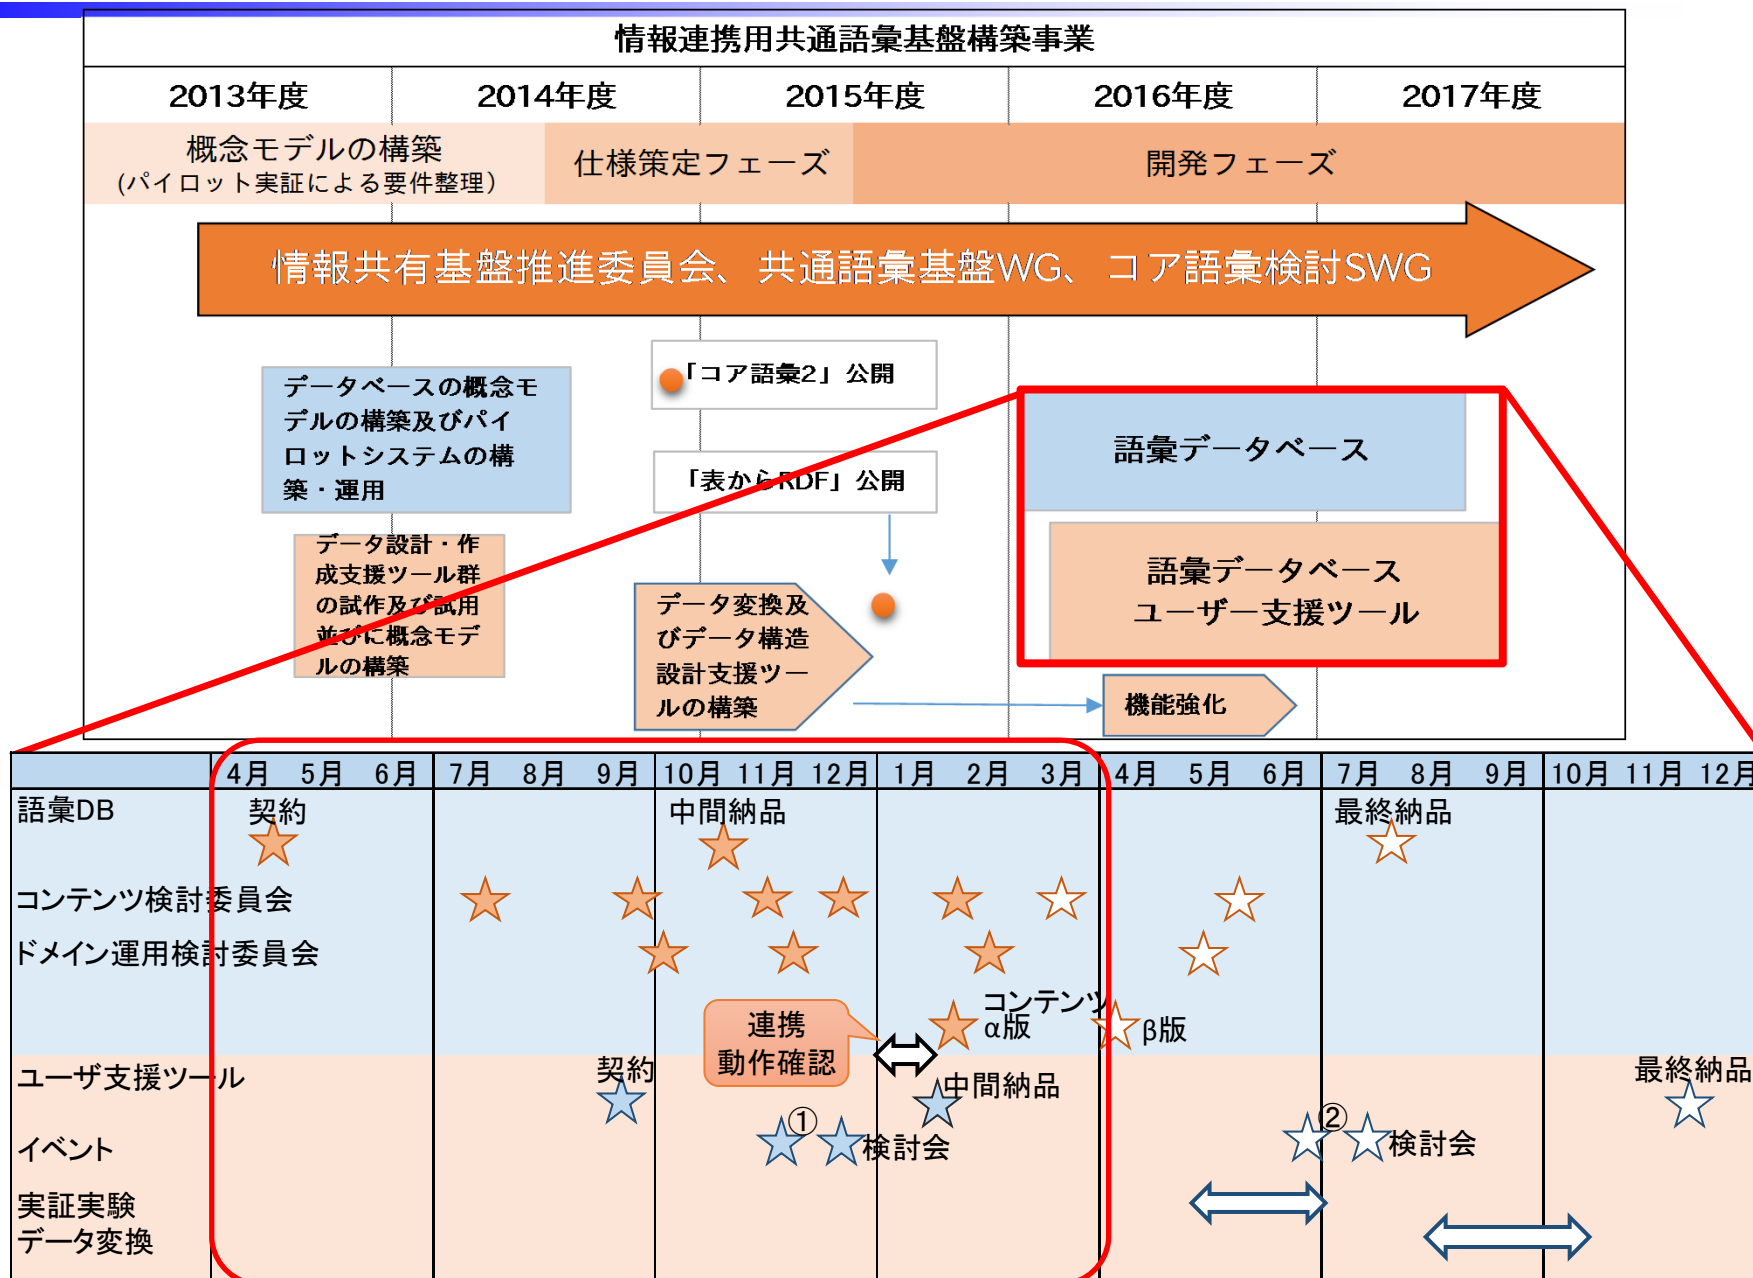 情報連携用共通語彙基盤構築事業
2013年度 2014年度 2015年度 2016年度 2017年度
概念モデルの構築
(パイロット実証による要件整理)
仕様策定フェーズ
開発フェーズ
情報共有基盤推進委員会、共通語彙基盤WG、コア語彙検討SWG
データベースの概念モ
デルの構築及びパイ
ロットシステムの構
築・運用
データ設計・作
成支援ツール群
の試作及び試用
並びに概念モデ
ルの構築
「コア語彙2」公開
「表からRDF」公開
データ変換及
びデータ構造
設計支援ツー
ルの構築
語彙データベース
語彙データベース
ユーザー支援ツール
機能強化
4月 5月 6月 7月 8月 9月 10月 11月 12月 1月 2月 3月 4月 5月 6月 7月 8月 9月 10月 11月 12月
語彙DB 契約 中間納品 最終納品
コンテンツ検討委員会
ドメイン運用検討委員会
コンテンツ
α版 β版
連携
動作確認
ユーザ支援ツール 契約 中間納品 最終納品
イベント ① 検討会 ② 検討会
実証実験
データ変換